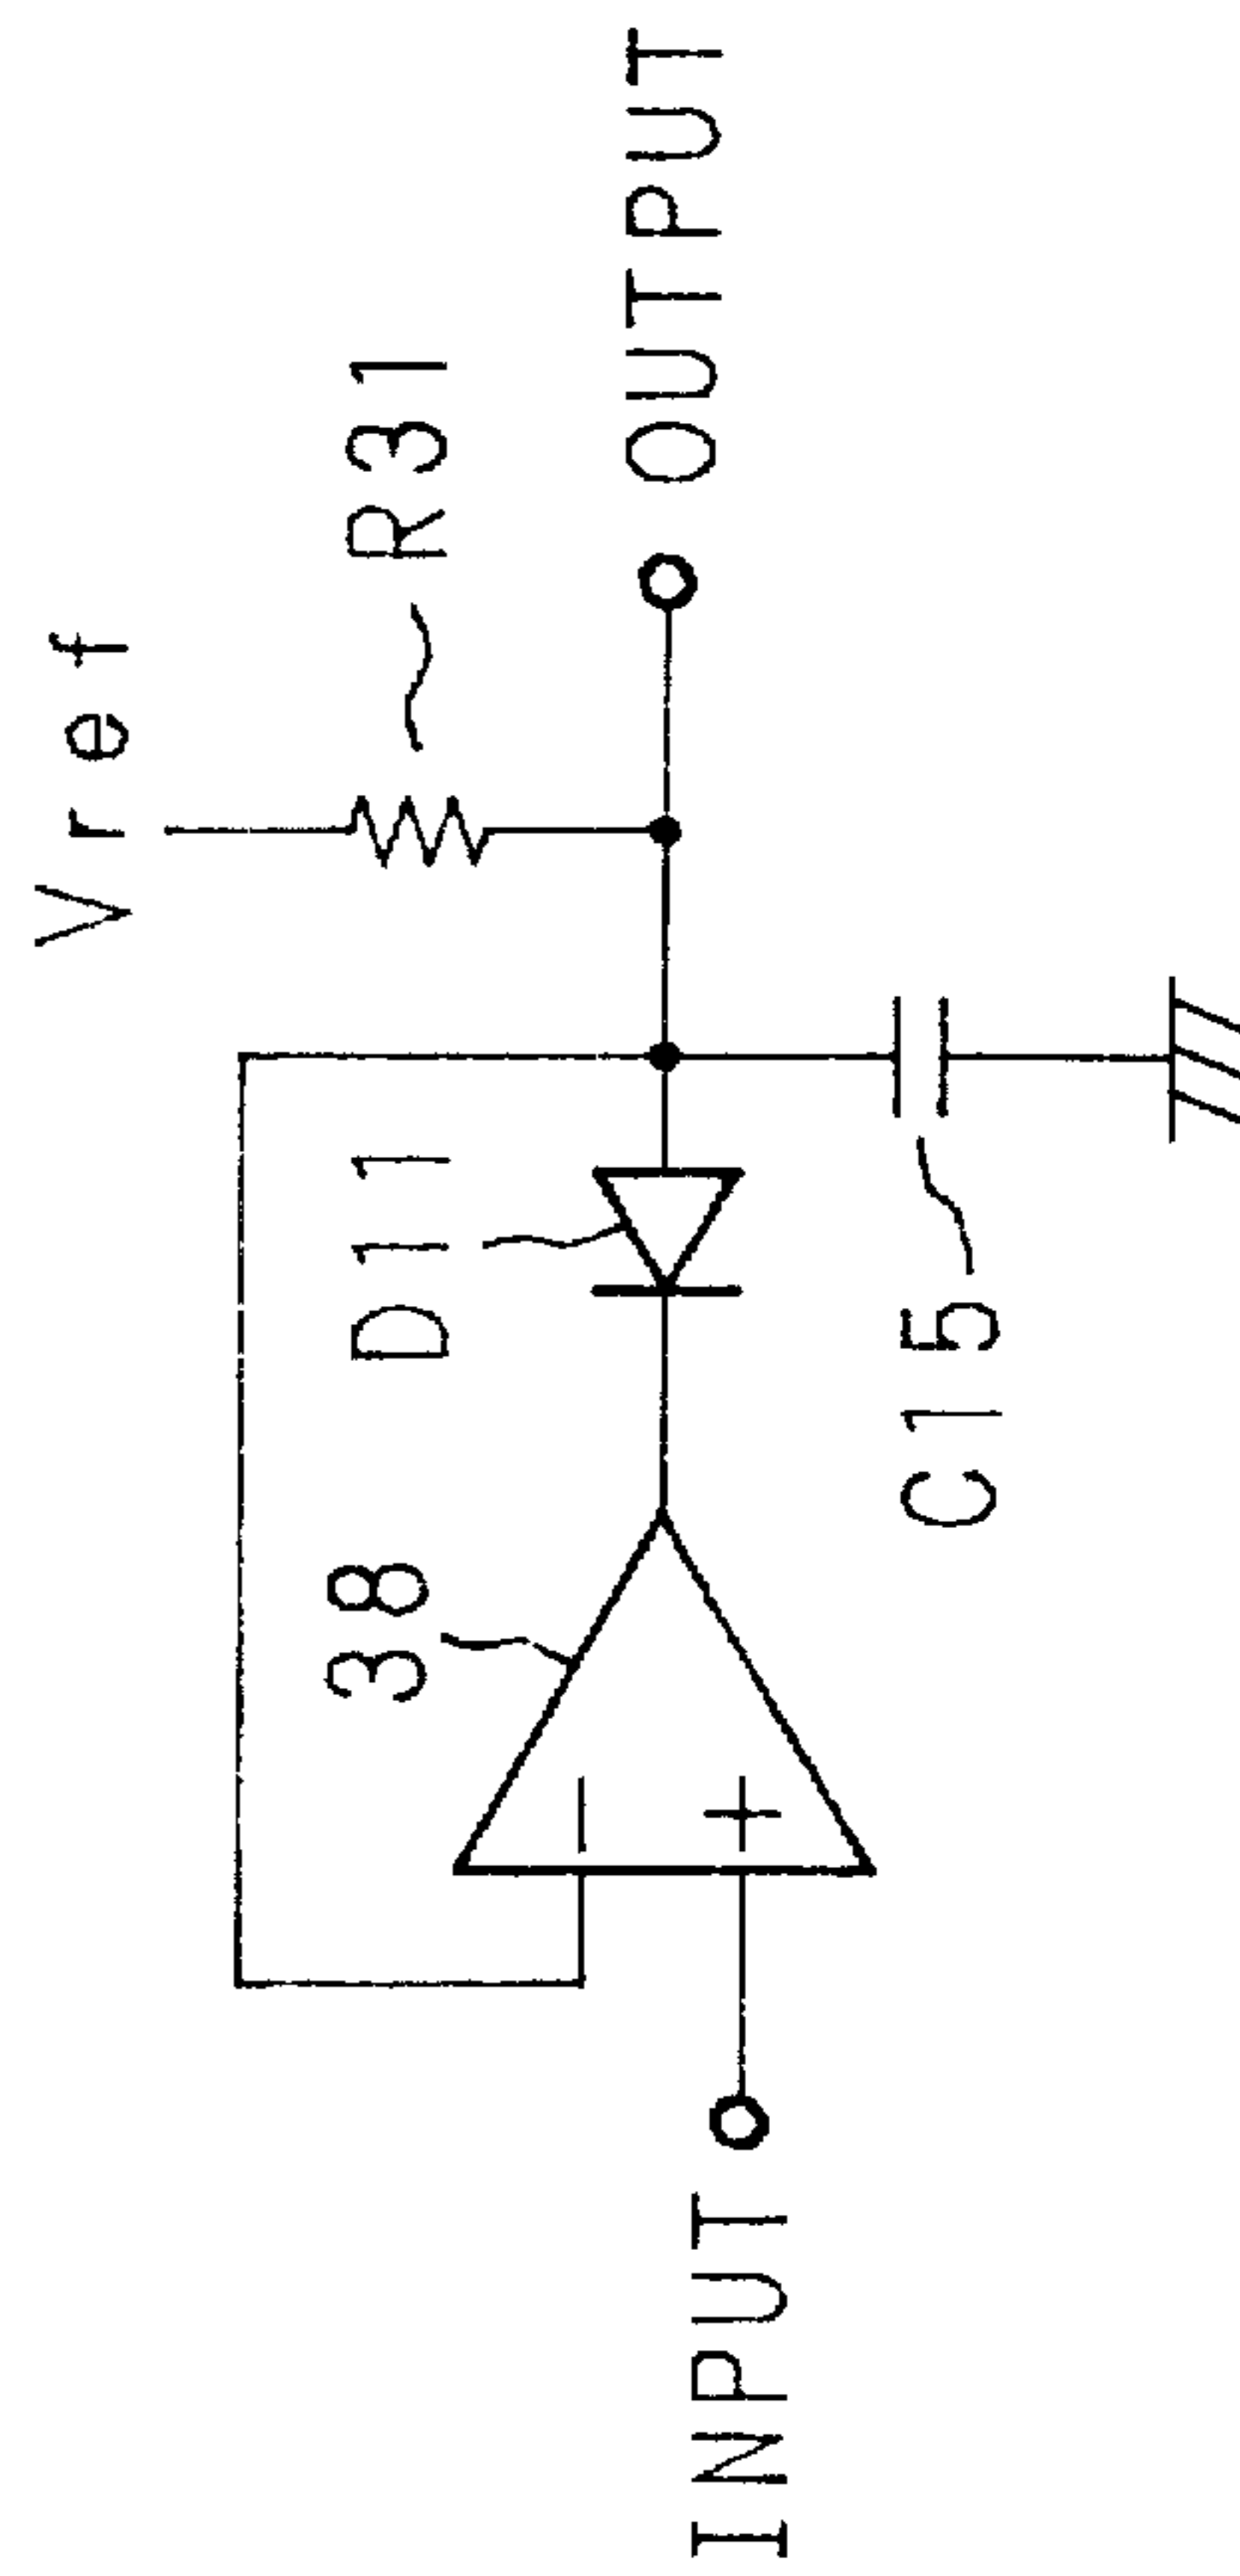 Vref
R31
OUTPUT
D11
38
C15
INPUT
−
+